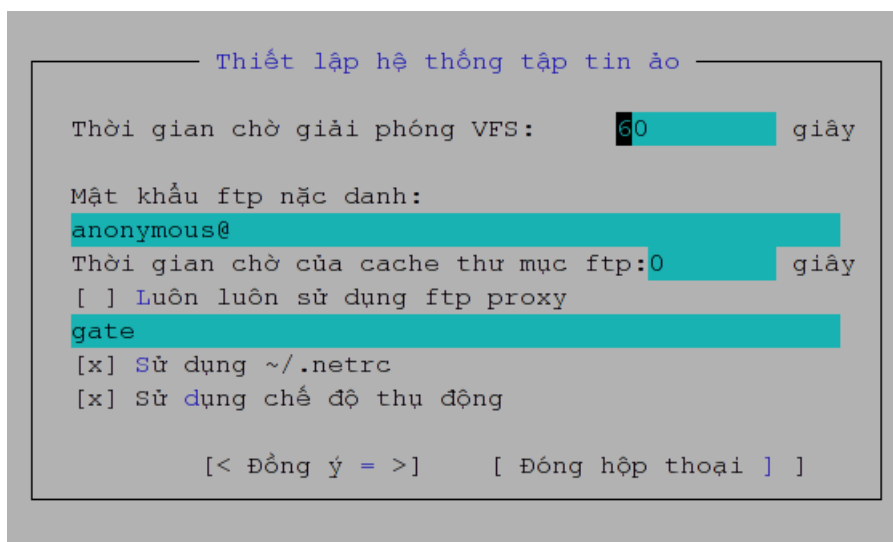 Thiết lập hệ thống tập tin ảo
Thời gian chờ giải phóng VFS: 60 giây
Mật khẩu ftp nặc danh:
anonymous@
Thời gian chờ của cache thư mục ftp:0 giây
[ ] Luôn luôn sử dụng ftp proxy
gate
[x] Sử dụng ~/.netrc
[x] Sử dụng chế độ thụ động
[< Đồng ý = >] [ Đóng hộp thoại ] ]